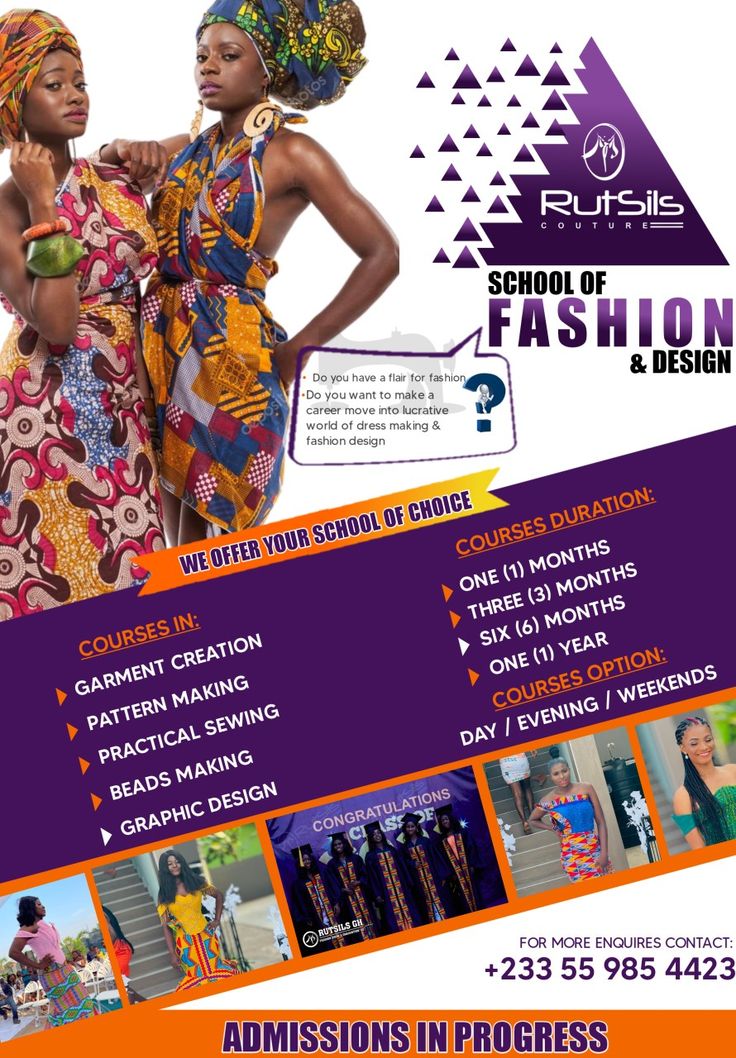 RutSils
COUTURE
SCHOOL OF
FASHION
& DESIGN
• Do you have a flair for fashion
•Do you want to make a
career move into lucrative
world of dress making &
fashion design
?
WE OFFER YOUR SCHOOL OF CHOICE
COURSES IN:
GARMENT CREATION
PATTERN MAKING
PRACTICAL SEWING
BEADS MAKING
GRAPHIC DESIGN
COURSES DURATION:
ONE (1) MONTHS
THREE (3) MONTHS
SIX (6) MONTHS
ONE (1) YEAR
COURSES OPTION:
DAY / EVENING / WEEKENDS
CONGRATULATIONS
CLASS OF
RUTSILS GH
FOR MORE ENQUIRES CONTACT:
+233 55 985 4423
ADMISSIONS IN PROGRESS